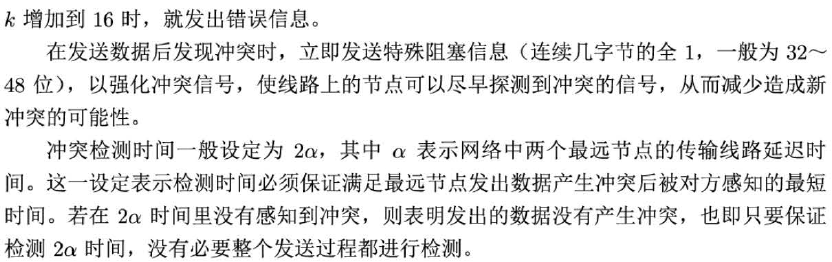 k 增加到 16 时，就发出错误信息。
在发送数据后发现冲突时，立即发送特殊阻塞信息（连续几字节的全 1，一般为 32～
48 位），以强化冲突信号，使线路上的节点可以尽早探测到冲突的信号，从而减少造成新
冲突的可能性。
冲突检测时间一般设定为 2α，其中 α 表示网络中两个最远节点的传输线路延迟时
间。这一设定表示检测时间必须保证满足最远节点发出数据产生冲突后被对方感知的最短
时间。若在 2α 时间里没有感知到冲突，则表明发出的数据没有产生冲突，也即只要保证
检测 2α 时间，没有必要整个发送过程都进行检测。